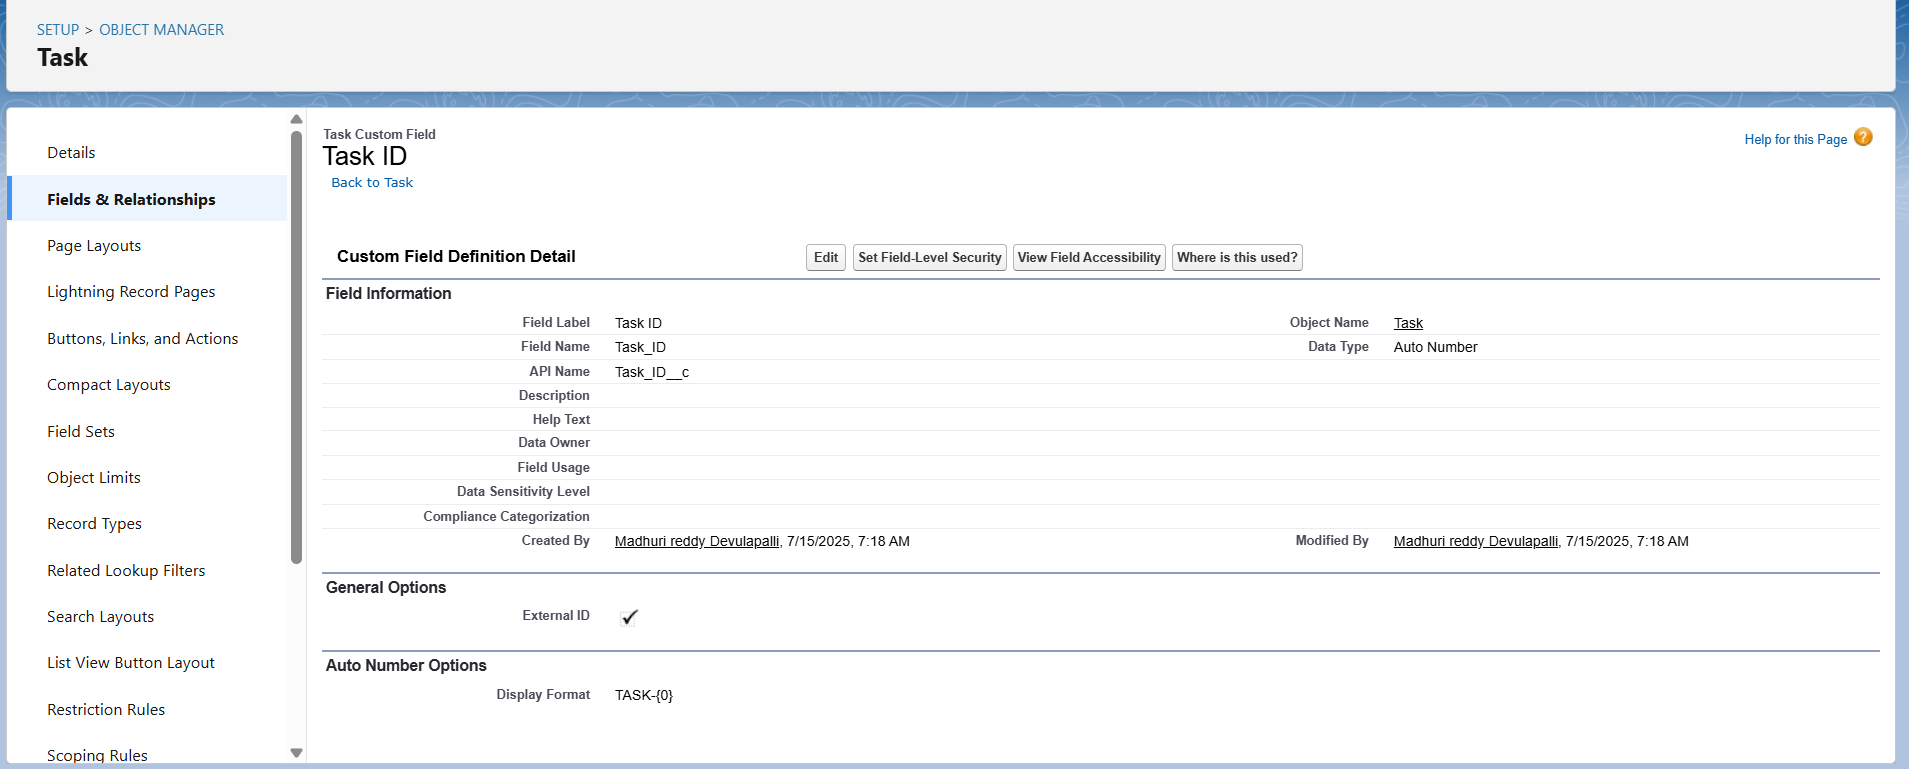 SETUP > OBJECT MANAGER
Task
Details
Fields & Relationships
Page Layouts
Lightning Record Pages
Buttons, Links, and Actions
Compact Layouts
Field Sets
Object Limits
Record Types
Related Lookup Filters
Search Layouts
List View Button Layout
Restriction Rules
Scoping Rules
Task Custom Field
Task ID
Back to Task
Help for this Page ?
Custom Field Definition Detail Edit Set Field-Level Security View Field Accessibility Where is this used?
Field Information
Field Label Task ID Object Name Task
Field Name Task_ID Data Type Auto Number
API Name Task_ID__c
Description
Help Text
Data Owner
Field Usage
Data Sensitivity Level
Compliance Categorization
Created By Madhuri reddy Devulapalli, 7/15/2025, 7:18 AM Modified By Madhuri reddy Devulapalli, 7/15/2025, 7:18 AM
General Options
External ID
Auto Number Options
Display Format TASK-{0}